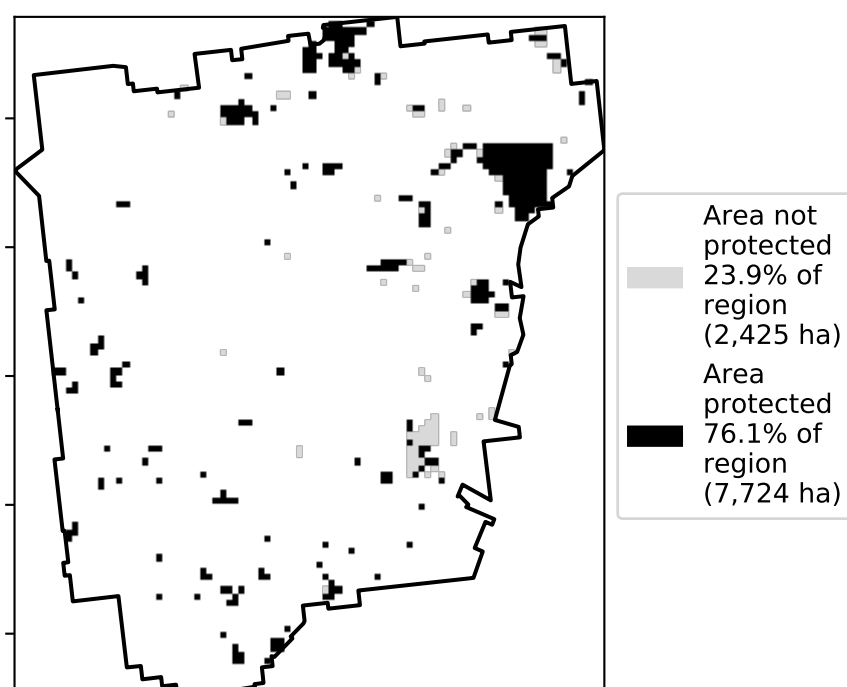 Area not
protected
23.9% of
region
(2,425 ha)
Area
protected
76.1% of
region
(7,724 ha)